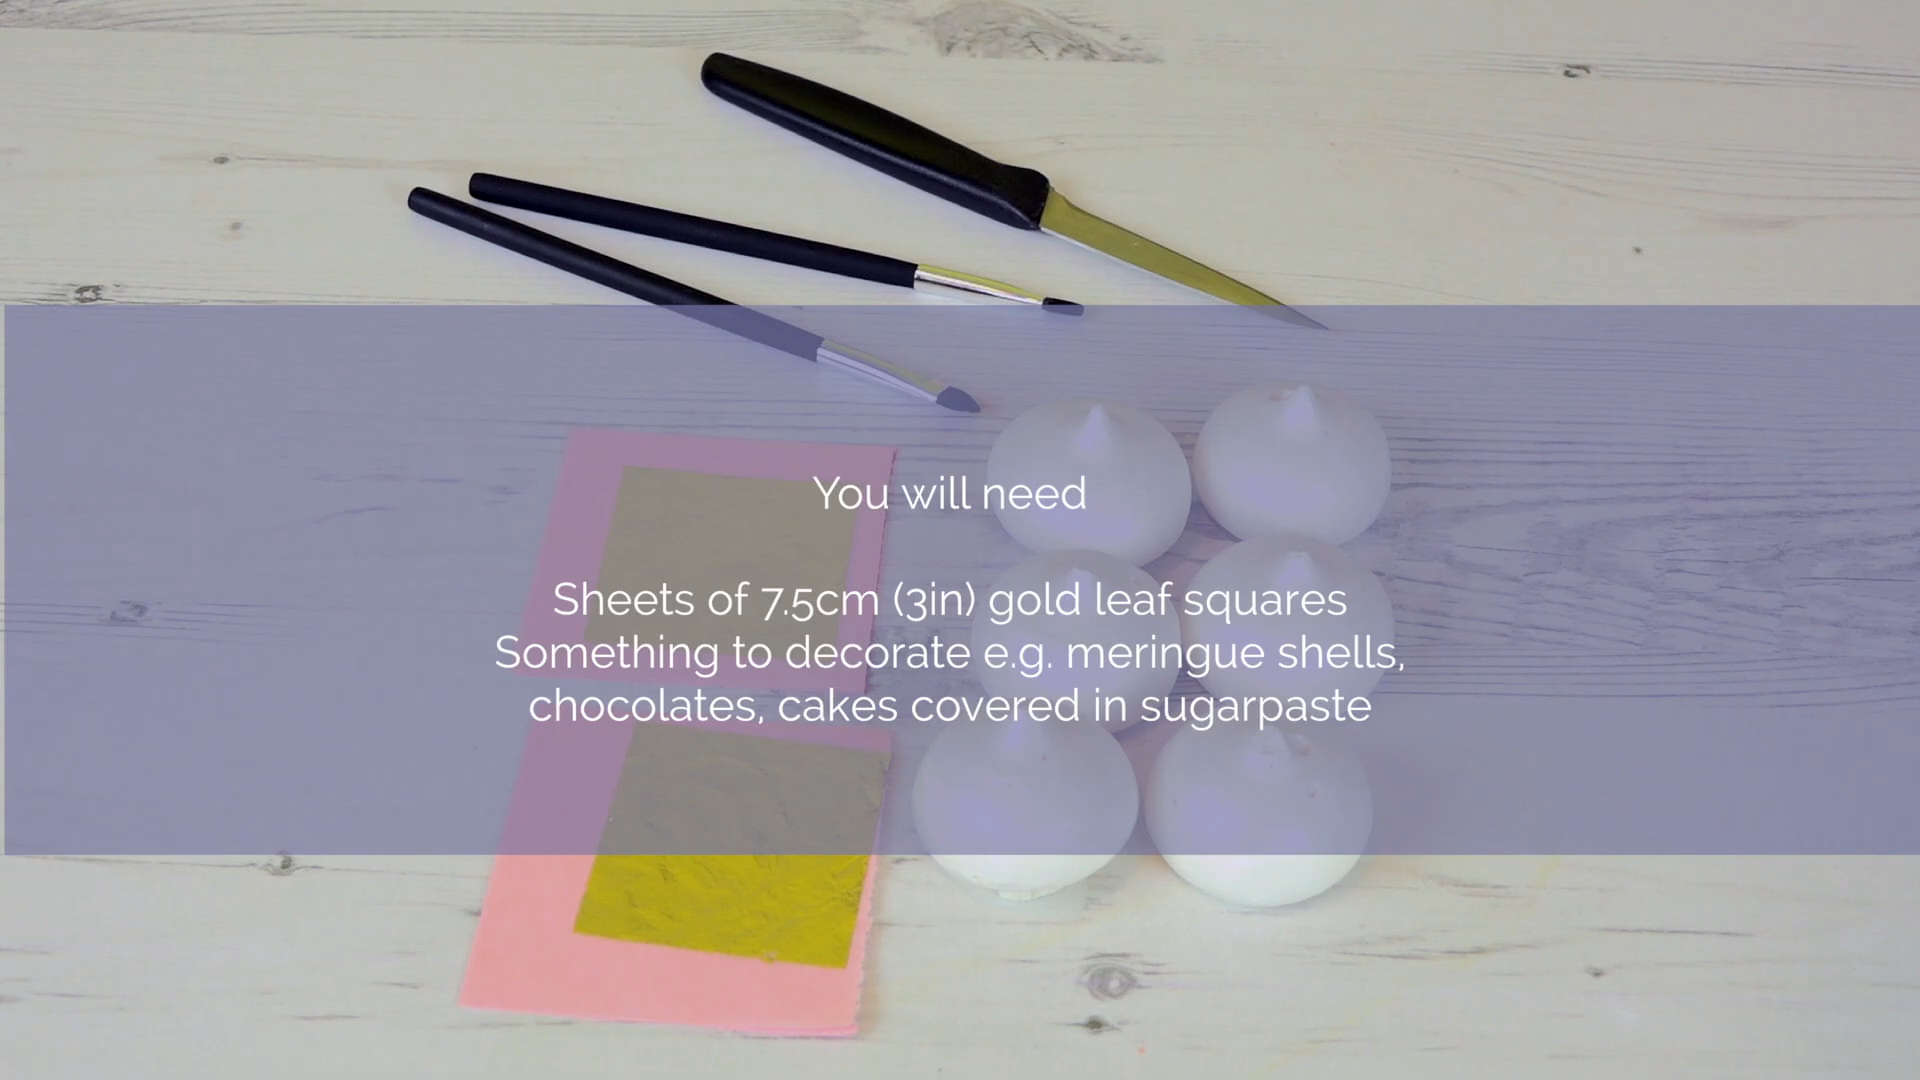 You will need
Sheets of 7.5cm (3in) gold leaf squares
Something to decorate e.g. meringue shells,
chocolates, cakes covered in sugarpaste